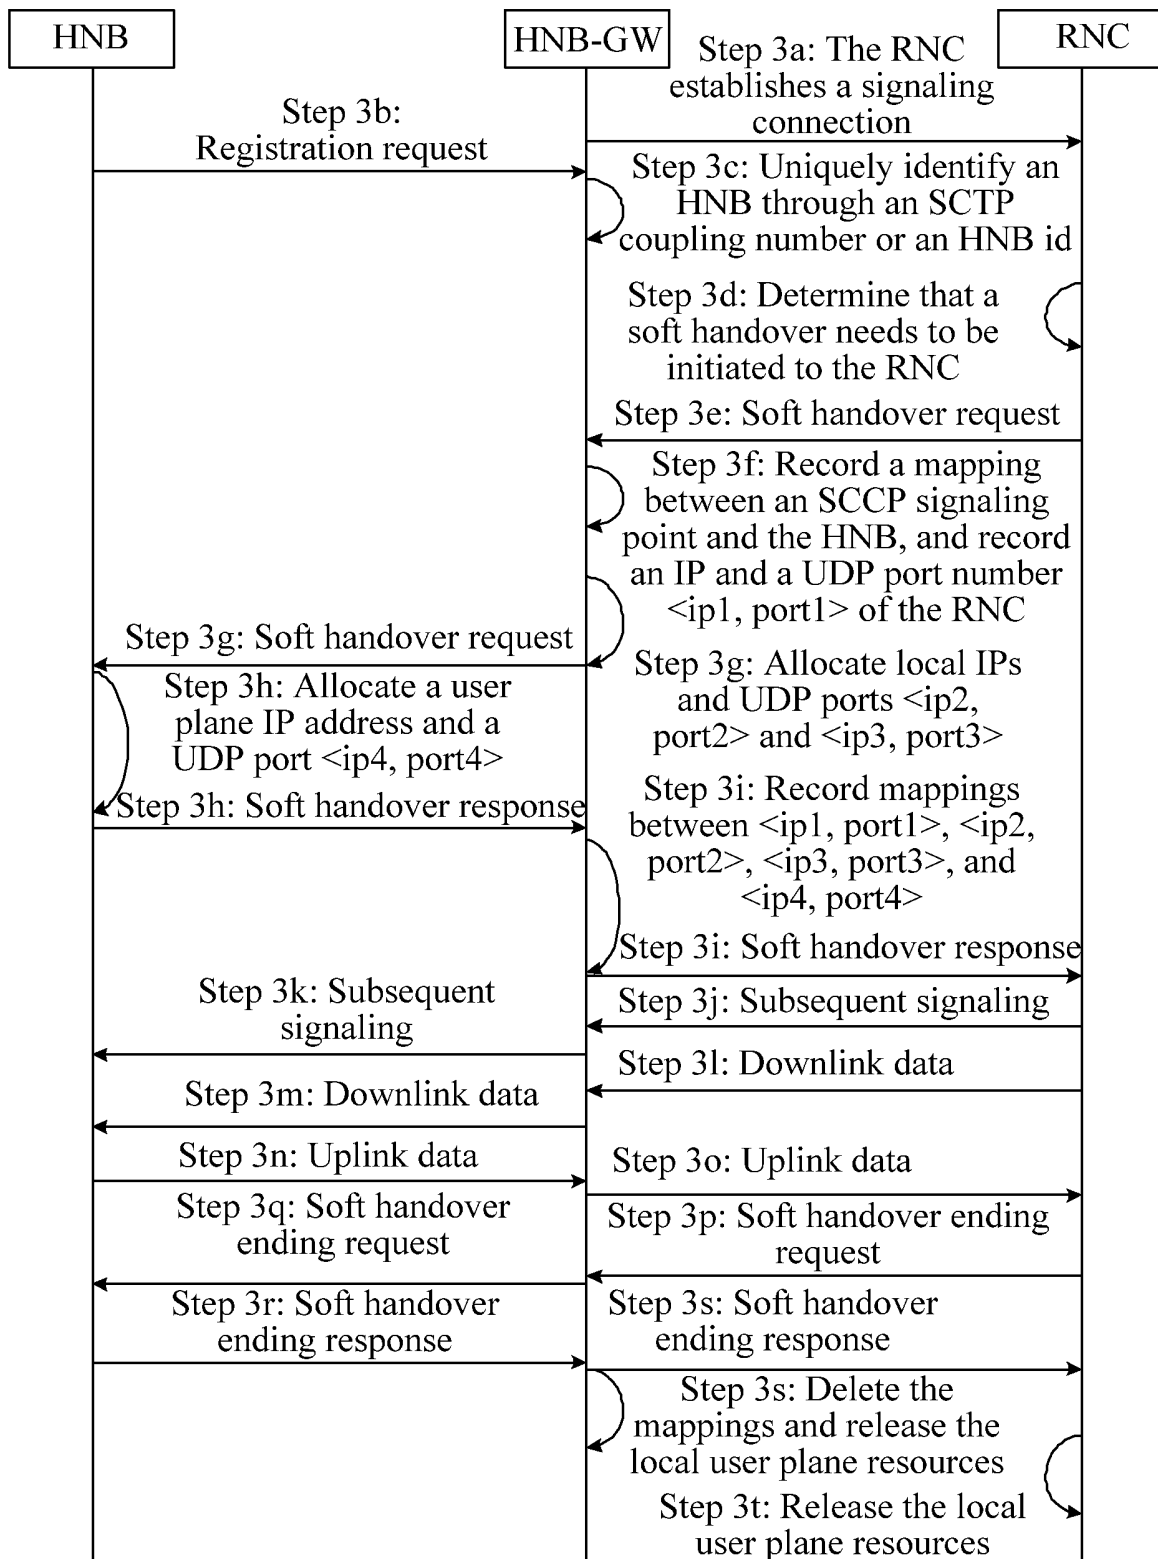 HNB
HNB-GW
RNC
Step 3a: The RNC
establishes a signaling
connection
Step 3b:
Registration request
Step 3c: Uniquely identify an
HNB through an SCTP
coupling number or an HNB id
Step 3d: Determine that a
soft handover needs to be
initiated to the RNC
Step 3e: Soft handover request
Step 3f: Record a mapping
between an SCCP signaling
point and the HNB, and record
an IP and a UDP port number
<ip1, port1> of the RNC
Step 3g: Soft handover request
Step 3g: Allocate local IPs
and UDP ports <ip2,
port2> and <ip3, port3>
Step 3h: Allocate a user
plane IP address and a
UDP port <ip4, port4>
Step 3h: Soft handover response
Step 3i: Record mappings
between <ip1, port1>, <ip2,
port2>, <ip3, port3>, and
<ip4, port4>
Step 3i: Soft handover response
Step 3j: Subsequent signaling
Step 3k: Subsequent
signaling
Step 3l: Downlink data
Step 3m: Downlink data
Step 3n: Uplink data
Step 3o: Uplink data
Step 3p: Soft handover ending
request
Step 3q: Soft handover
ending request
Step 3r: Soft handover
ending response
Step 3s: Soft handover
ending response
Step 3s: Delete the
mappings and release the
local user plane resources
Step 3t: Release the local
user plane resources